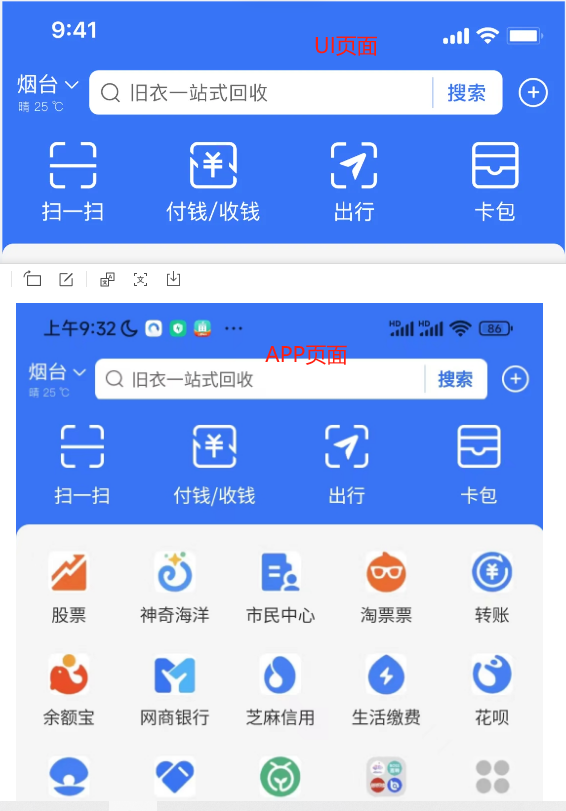 9:41
UI页面
烟台
旧衣一站式回收
搜索
晴 25 ℃
扫一扫 付钱/收钱 出行 卡包
上午9:32 HD HD 86
APP页面
烟台
旧衣一站式回收
搜索
晴 25 ℃
扫一扫 付钱/收钱 出行 卡包
股票 神奇海洋 市民中心 淘票票 转账
余额宝 网商银行 芝麻信用 生活缴费 花呗